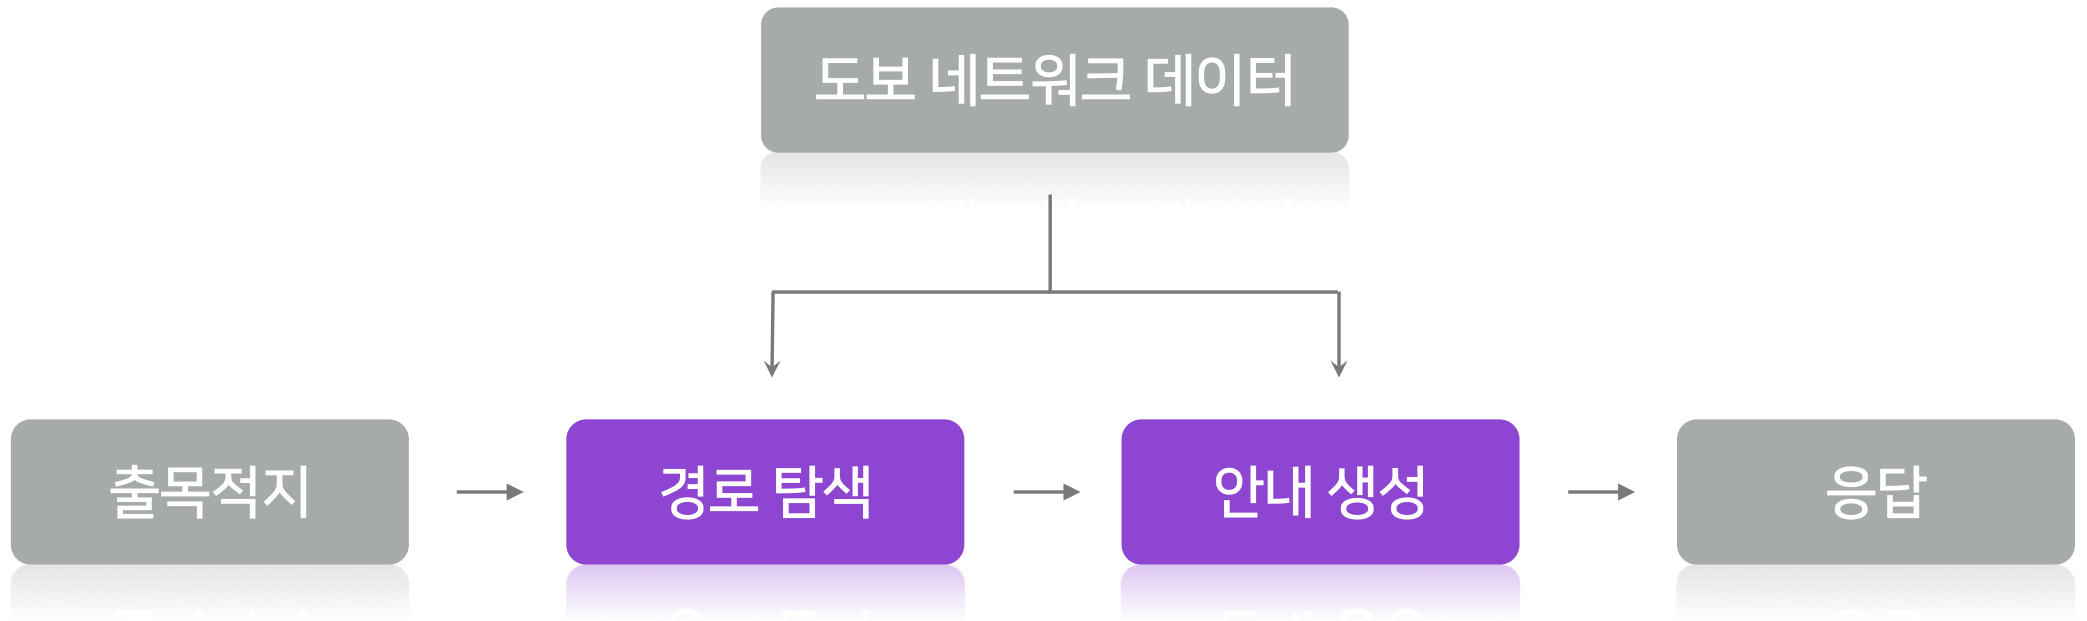 도보 네트워크 데이터
출목적지
경로 탐색
안내 생성
응답